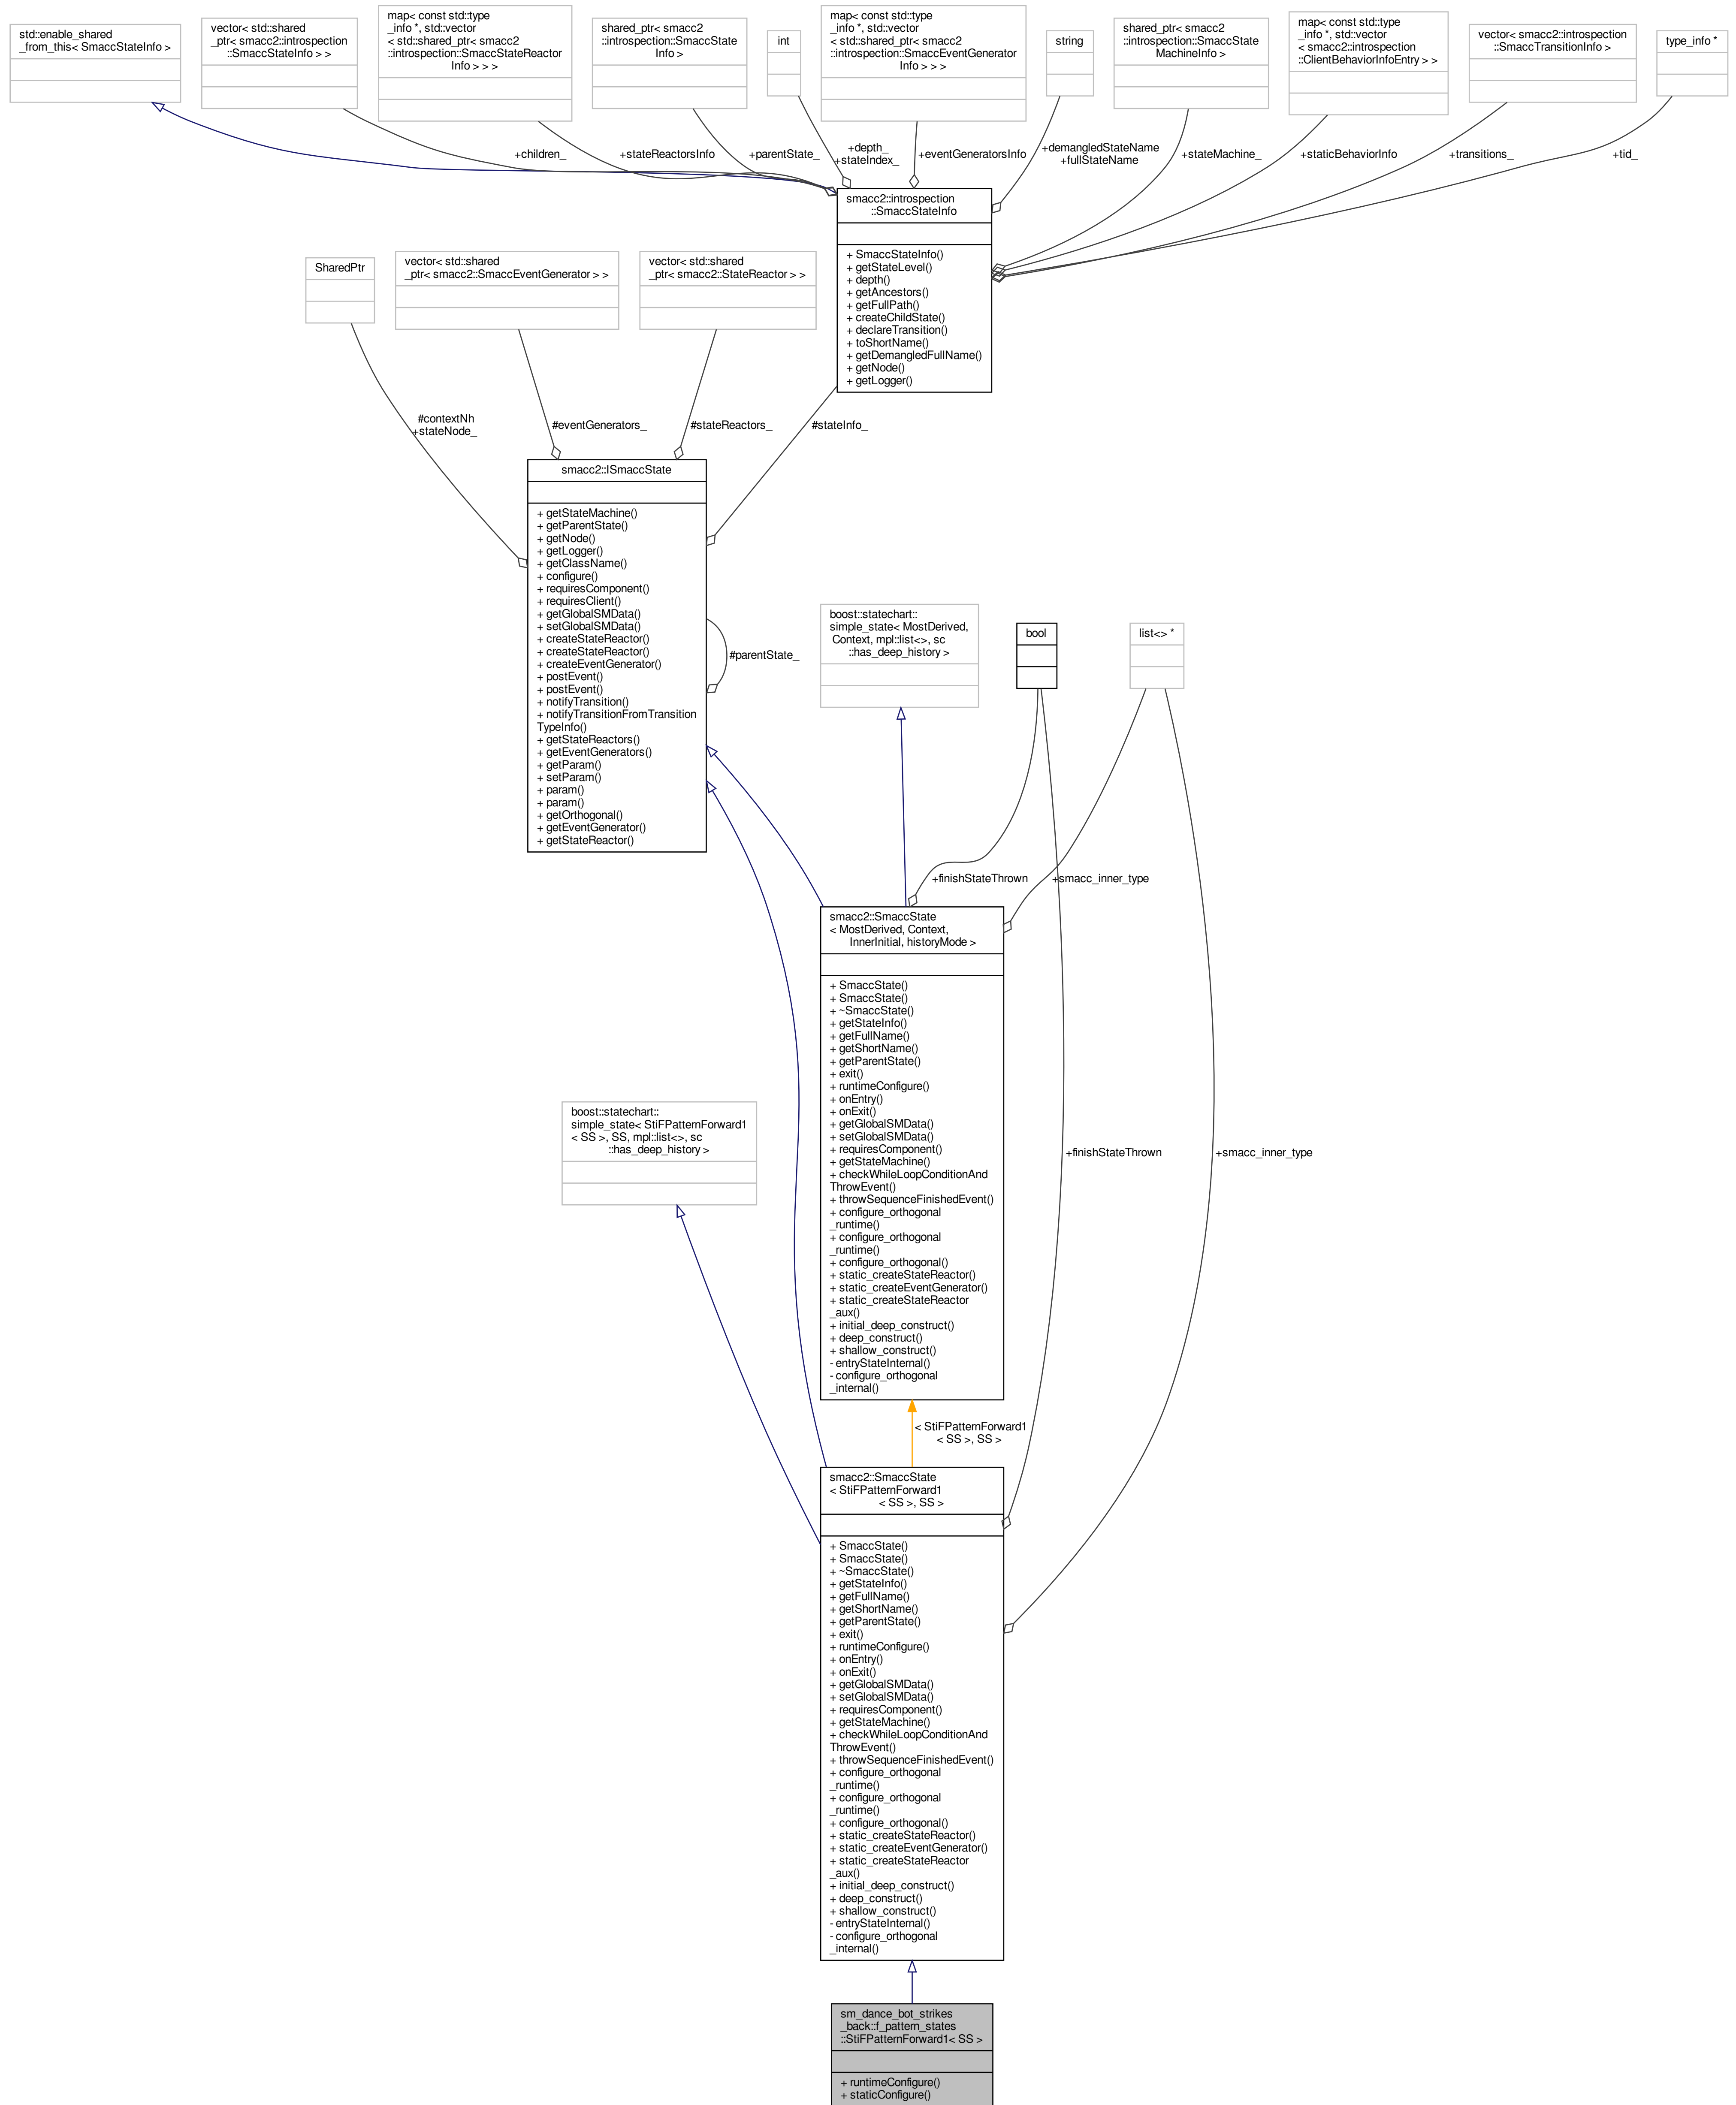 std::enable_shared
_from_this< SmaccStateInfo >
vector< std::shared
_ptr< smacc2::introspection
::SmaccStateInfo > >
map< const std::type
_info *, std::vector
< std::shared_ptr< smacc2
::introspection::SmaccStateReactor
Info > > >
shared_ptr< smacc2
::introspection::SmaccState
Info >
int
map< const std::type
_info *, std::vector
< std::shared_ptr< smacc2
::introspection::SmaccEventGenerator
Info > > >
string
shared_ptr< smacc2
::introspection::SmaccState
MachineInfo >
map< const std::type
_info *, std::vector
< smacc2::introspection
::ClientBehaviorInfoEntry > >
vector< smacc2::introspection
::SmaccTransitionInfo >
type_info *
+children_
+stateReactorsInfo
+parentState_
+depth_
+stateIndex_
+eventGeneratorsInfo
+demangledStateName
+fullStateName
+stateMachine_
+staticBehaviorInfo
+transitions_
+tid_
smacc2::introspection
::SmaccStateInfo
+ SmaccStateInfo()
+ getStateLevel()
+ depth()
+ getAncestors()
+ getFullPath()
+ createChildState()
+ declareTransition()
+ toShortName()
+ getDemangledFullName()
+ getNode()
+ getLogger()
SharedPtr
vector< std::shared
_ptr< smacc2::SmaccEventGenerator > >
vector< std::shared
_ptr< smacc2::StateReactor > >
#contextNh
+stateNode_
#eventGenerators_
#stateReactors_
#stateInfo_
smacc2::ISmaccState
+ getStateMachine()
+ getParentState()
+ getNode()
+ getLogger()
+ getClassName()
+ configure()
+ requiresComponent()
+ requiresClient()
+ getGlobalSMData()
+ setGlobalSMData()
+ createStateReactor()
+ createStateReactor()
+ createEventGenerator()
+ postEvent()
+ postEvent()
+ notifyTransition()
+ notifyTransitionFromTransition
TypeInfo()
+ getStateReactors()
+ getEventGenerators()
+ getParam()
+ setParam()
+ param()
+ param()
+ getOrthogonal()
+ getEventGenerator()
+ getStateReactor()
#parentState_
boost::statechart::
simple_state< MostDerived,
Context, mpl::list<>, sc
::has_deep_history >
bool
list<> *
+finishStateThrown
+smacc_inner_type
smacc2::SmaccState
< MostDerived, Context,
InnerInitial, historyMode >
+ SmaccState()
+ SmaccState()
+ ~SmaccState()
+ getStateInfo()
+ getFullName()
+ getShortName()
+ getParentState()
+ exit()
+ runtimeConfigure()
+ onEntry()
+ onExit()
+ getGlobalSMData()
+ setGlobalSMData()
+ requiresComponent()
+ getStateMachine()
+ checkWhileLoopConditionAnd
ThrowEvent()
+ throwSequenceFinishedEvent()
+ configure_orthogonal
_runtime()
+ configure_orthogonal
_runtime()
+ configure_orthogonal()
+ static_createStateReactor()
+ static_createEventGenerator()
+ static_createStateReactor
_aux()
+ initial_deep_construct()
+ deep_construct()
+ shallow_construct()
- entryStateInternal()
- configure_orthogonal
_internal()
boost::statechart::
simple_state< StiFPatternForward1
< SS >, SS, mpl::list<>, sc
::has_deep_history >
+finishStateThrown
+smacc_inner_type
< StiFPatternForward1
< SS >, SS >
smacc2::SmaccState
< StiFPatternForward1
< SS >, SS >
+ SmaccState()
+ SmaccState()
+ ~SmaccState()
+ getStateInfo()
+ getFullName()
+ getShortName()
+ getParentState()
+ exit()
+ runtimeConfigure()
+ onEntry()
+ onExit()
+ getGlobalSMData()
+ setGlobalSMData()
+ requiresComponent()
+ getStateMachine()
+ checkWhileLoopConditionAnd
ThrowEvent()
+ throwSequenceFinishedEvent()
+ configure_orthogonal
_runtime()
+ configure_orthogonal
_runtime()
+ configure_orthogonal()
+ static_createStateReactor()
+ static_createEventGenerator()
+ static_createStateReactor
_aux()
+ initial_deep_construct()
+ deep_construct()
+ shallow_construct()
- entryStateInternal()
- configure_orthogonal
_internal()
sm_dance_bot_strikes
_back::f_pattern_states
::StiFPatternForward1< SS >
+ runtimeConfigure()
+ staticConfigure()